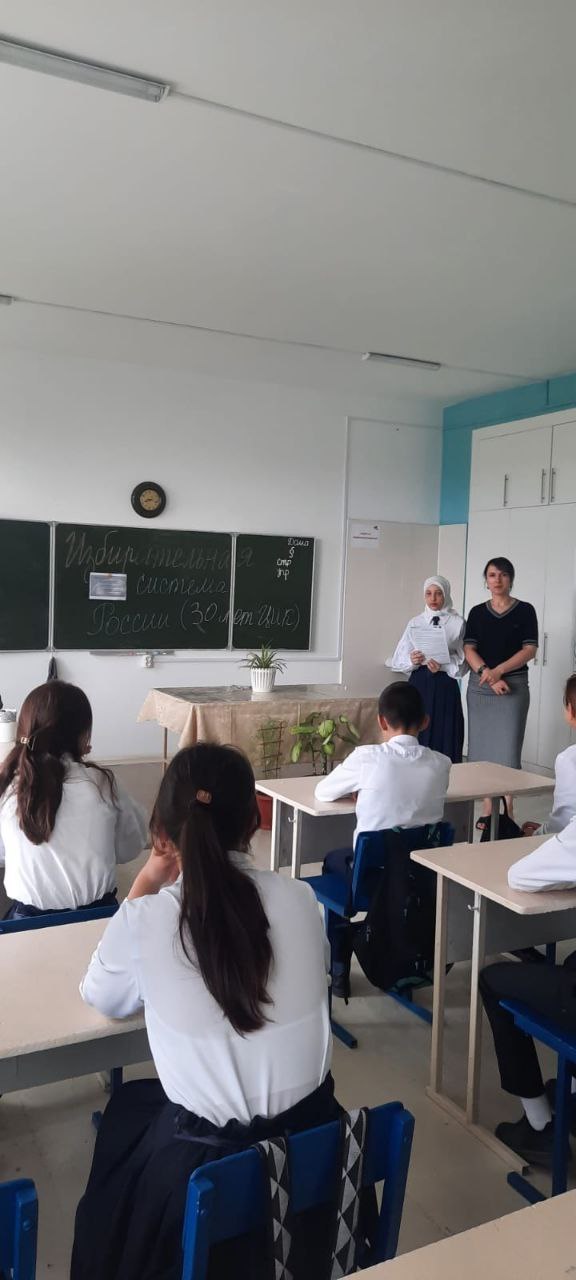 Избирательная
система
России (30 лет ЦИК)
Дома
§
стр
упр